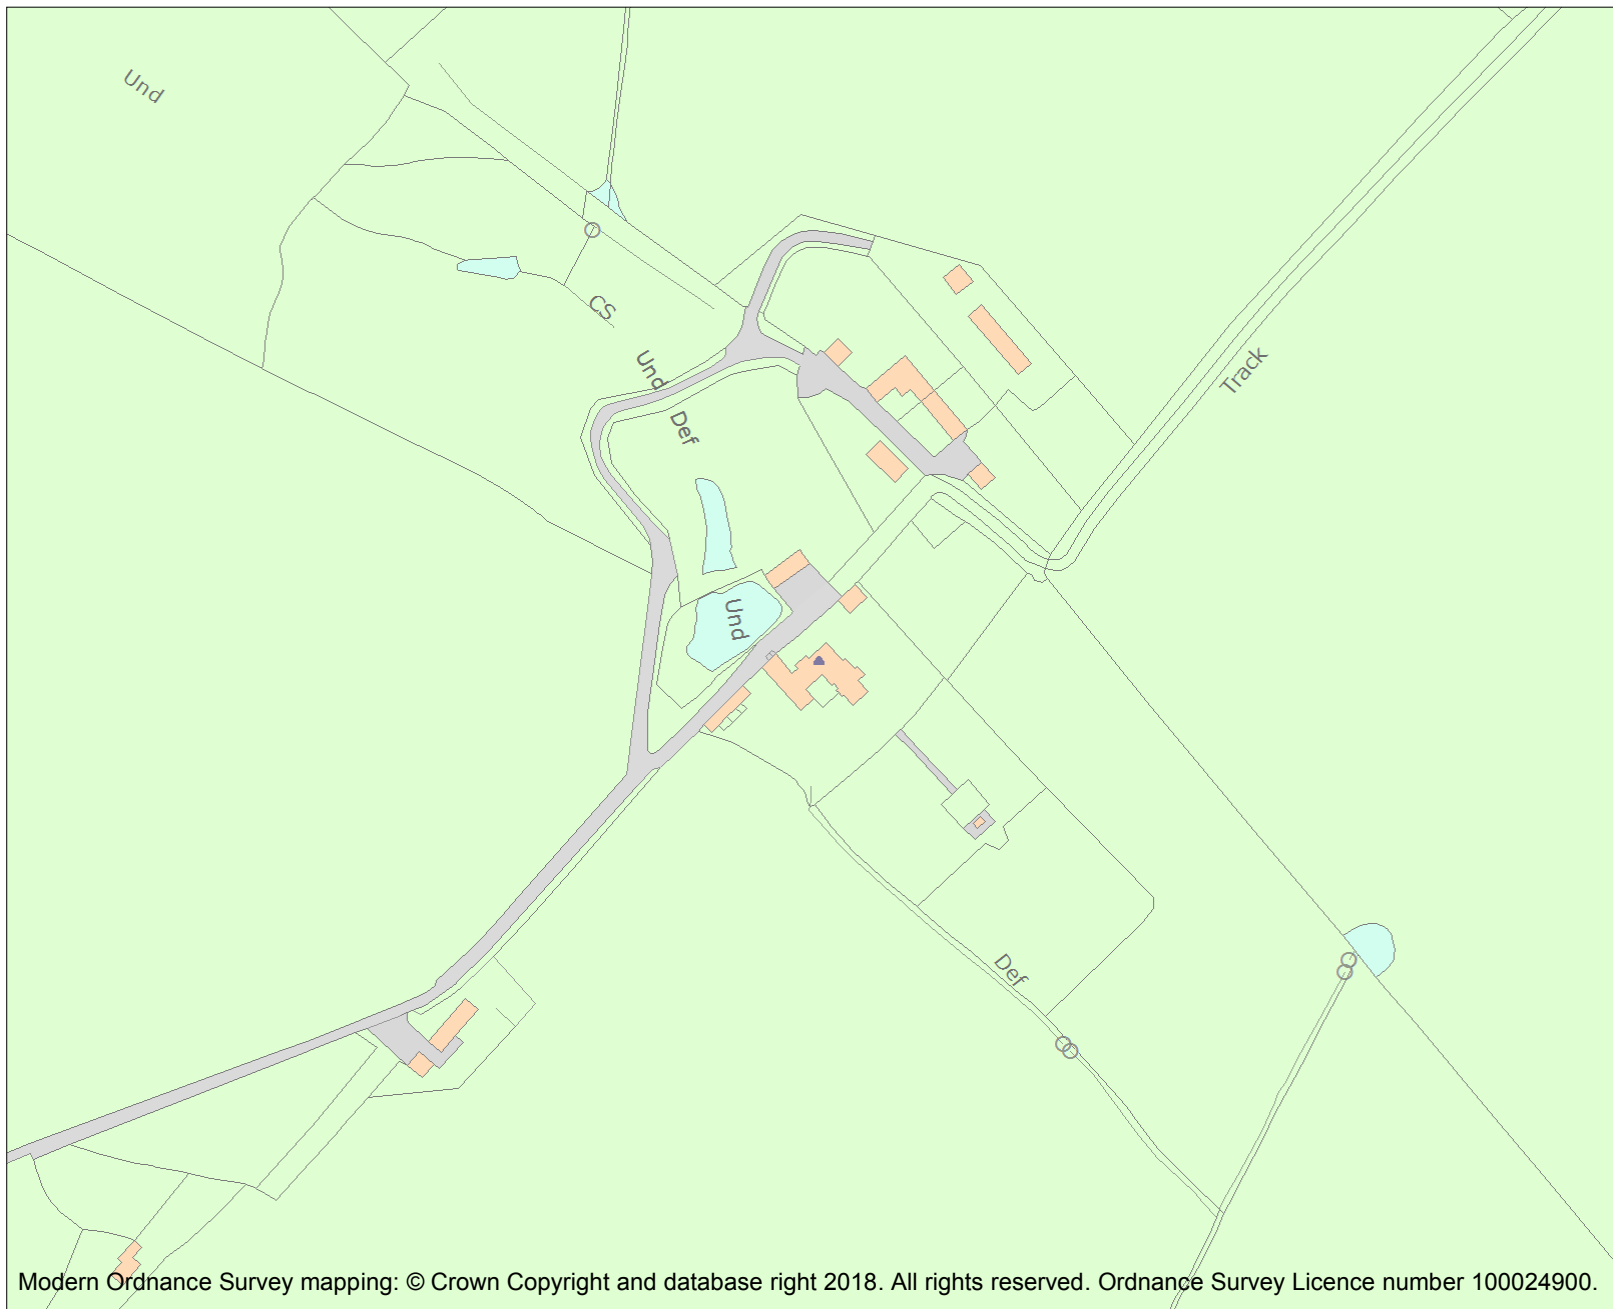 Und
CS
Und
Track
Def
Und
Def
Modern Ordnance Survey mapping: © Crown Copyright and database right 2018. All rights reserved. Ordnance Survey Licence number 100024900.